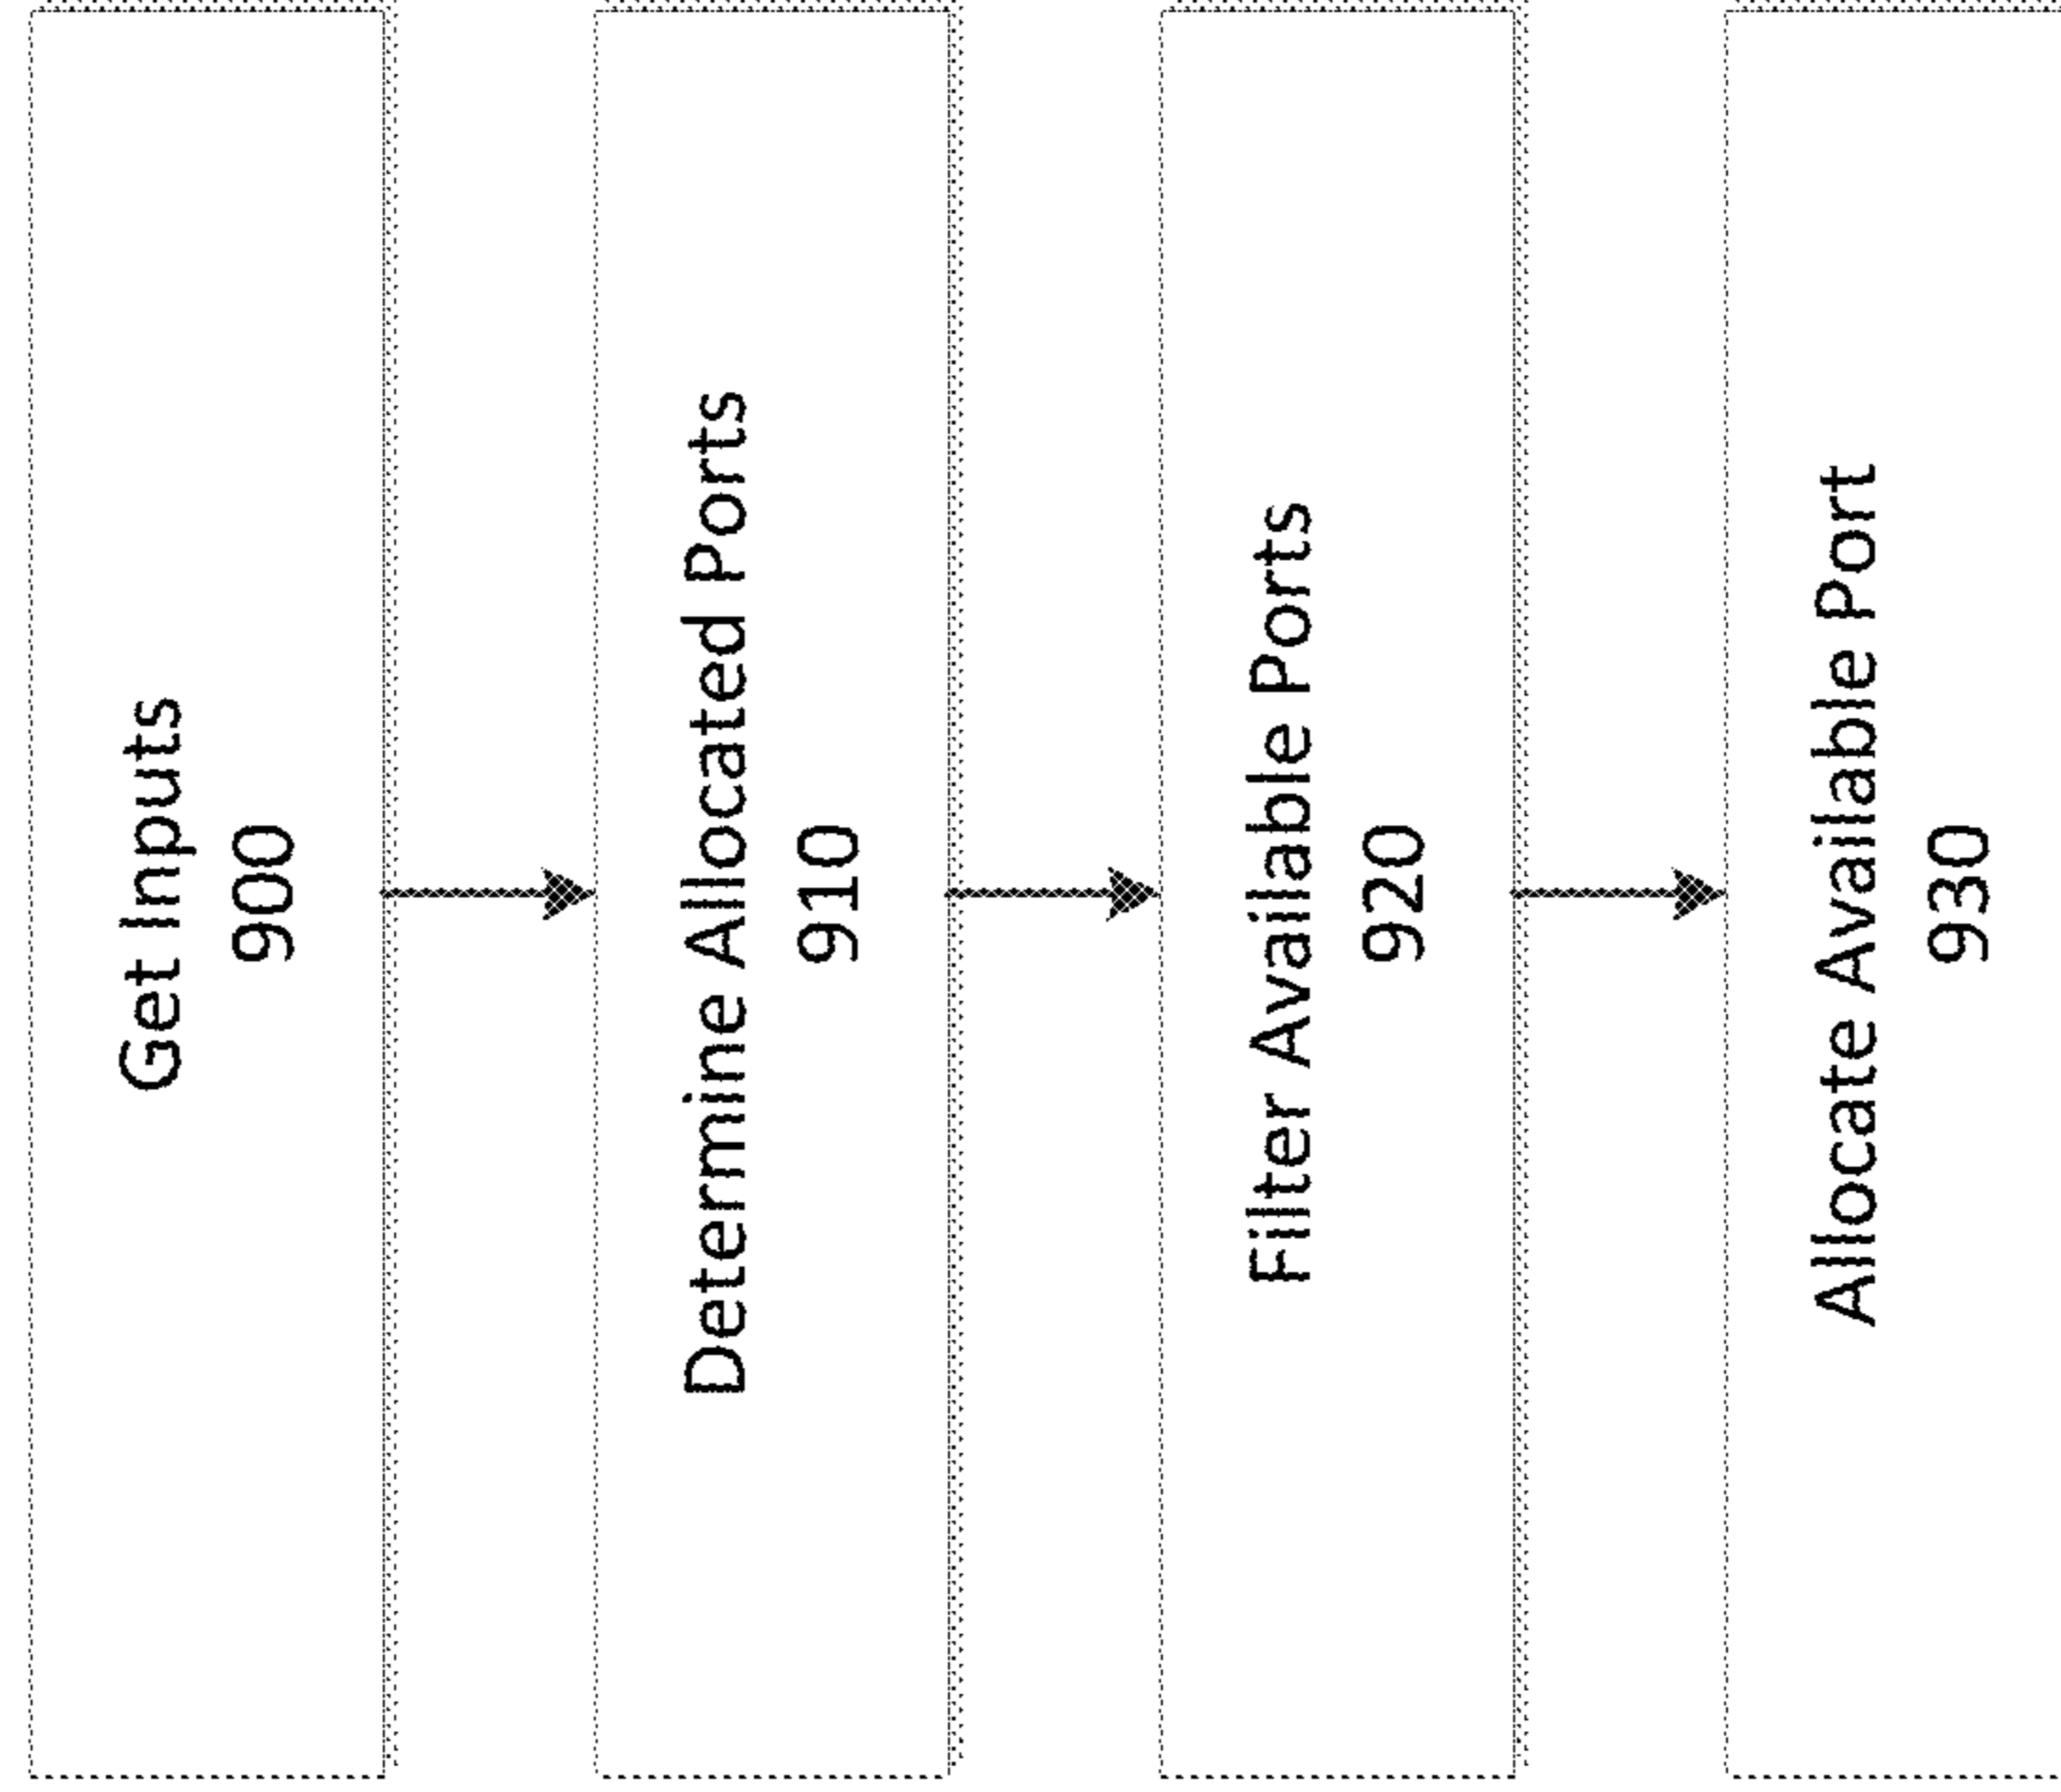 Get Inputs
900
Determine Allocated Ports
910
Filter Available Ports
920
Allocate Available Port
930